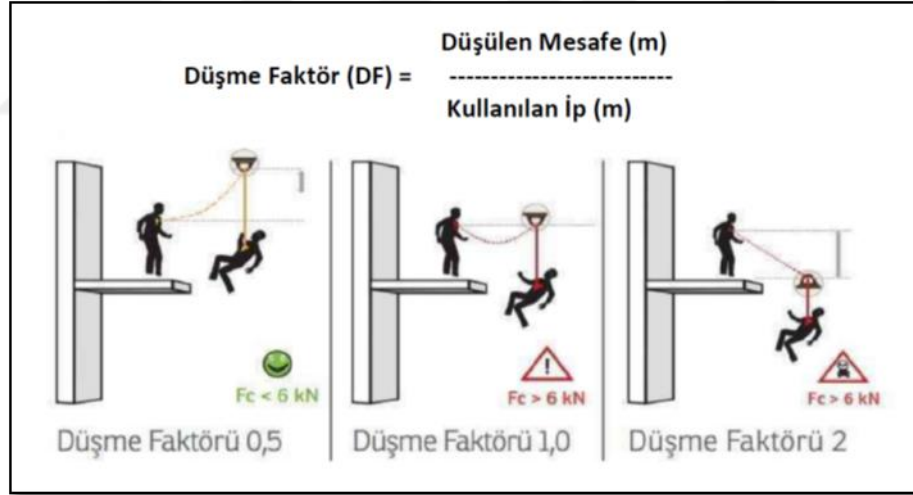 Düşülen Mesafe (m)
Düşme Faktör (DF) = ---------------------------
Kullanılan İp (m)
!
Fc < 6 kN
Fc > 6 kN
Fc > 6 kN
Düşme Faktörü 0,5
Düşme Faktörü 1,0
Düşme Faktörü 2